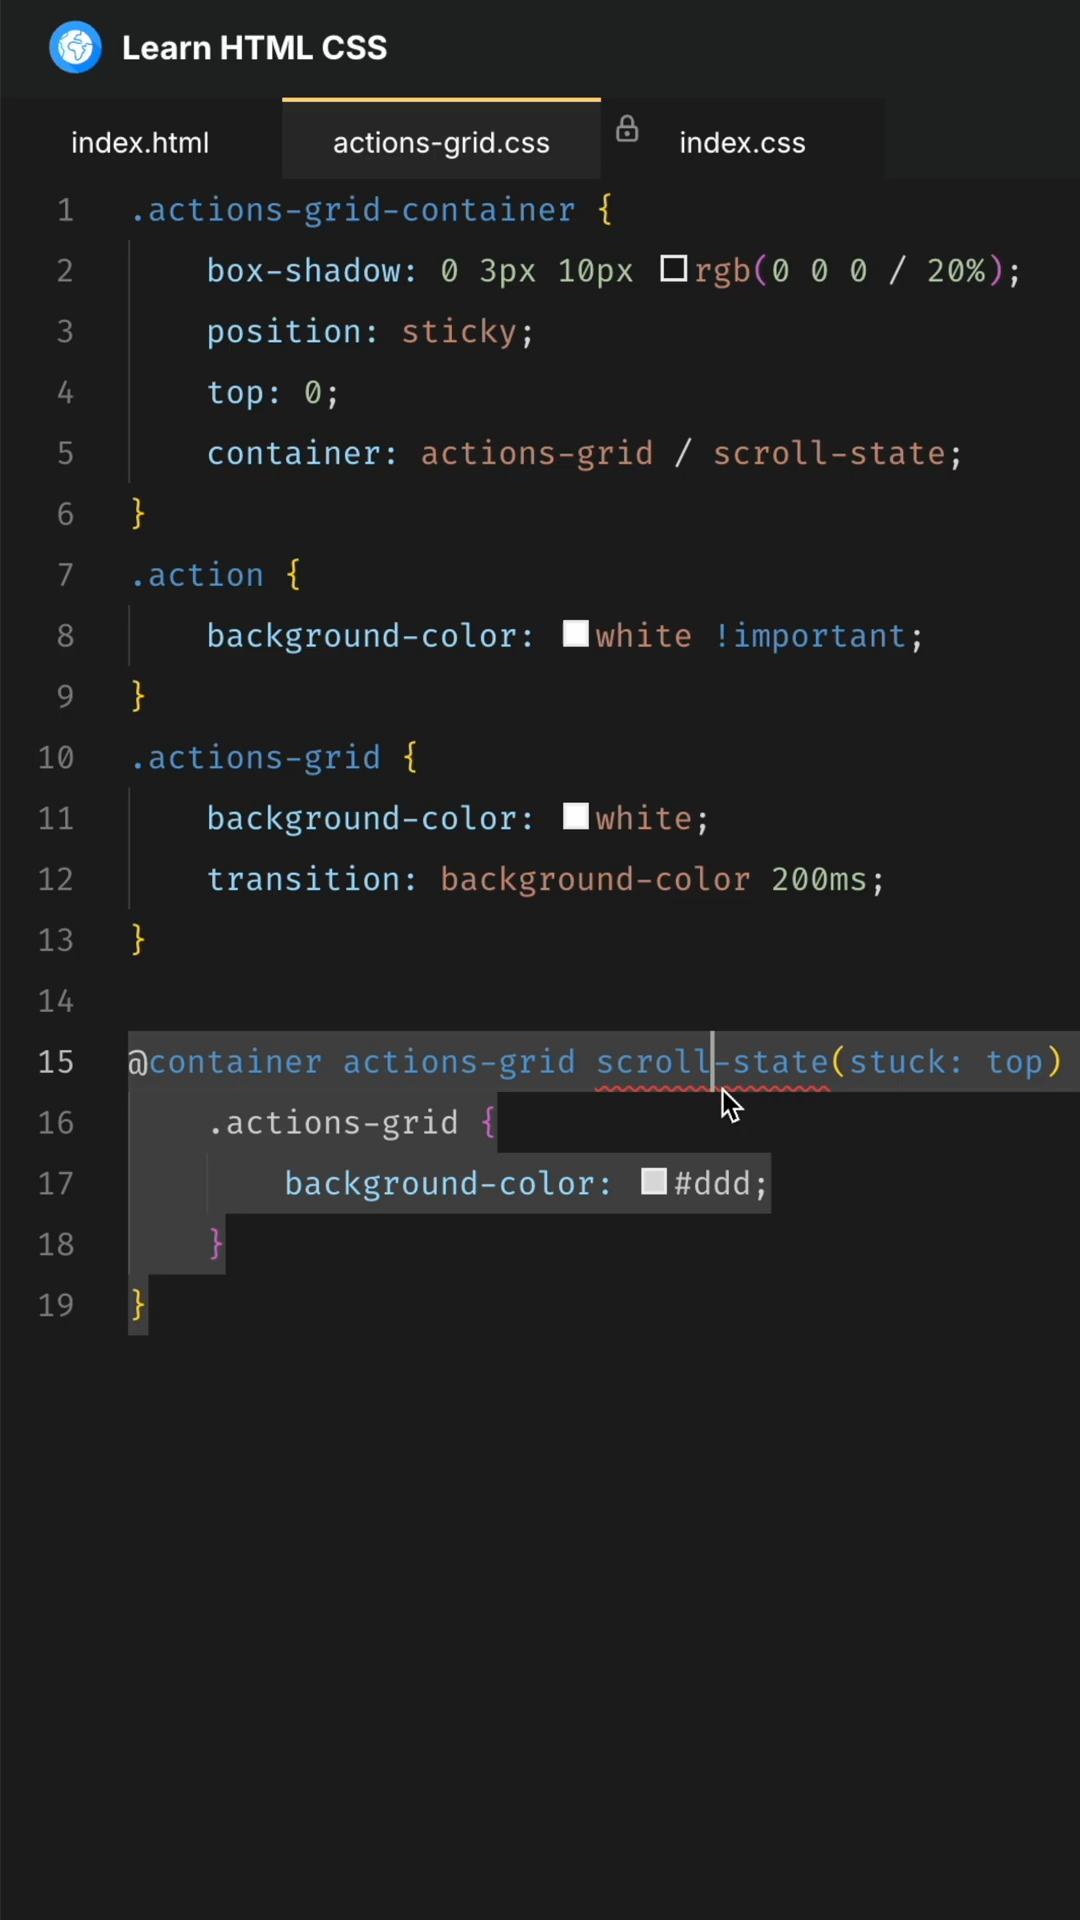 Learn HTML CSS
index.html actions-grid.css index.css
1 .actions-grid-container {
2 box-shadow: 0 3px 10px rgb(0 0 0 / 20%);
3 position: sticky;
4 top: 0;
5 container: actions-grid / scroll-state;
6 }
7 .action {
8 background-color: white !important;
9 }
10 .actions-grid {
11 background-color: white;
12 transition: background-color 200ms;
13 }
14
15 @container actions-grid scroll-state(stuck: top)
16 .actions-grid {
17 background-color: #ddd;
18 }
19 }